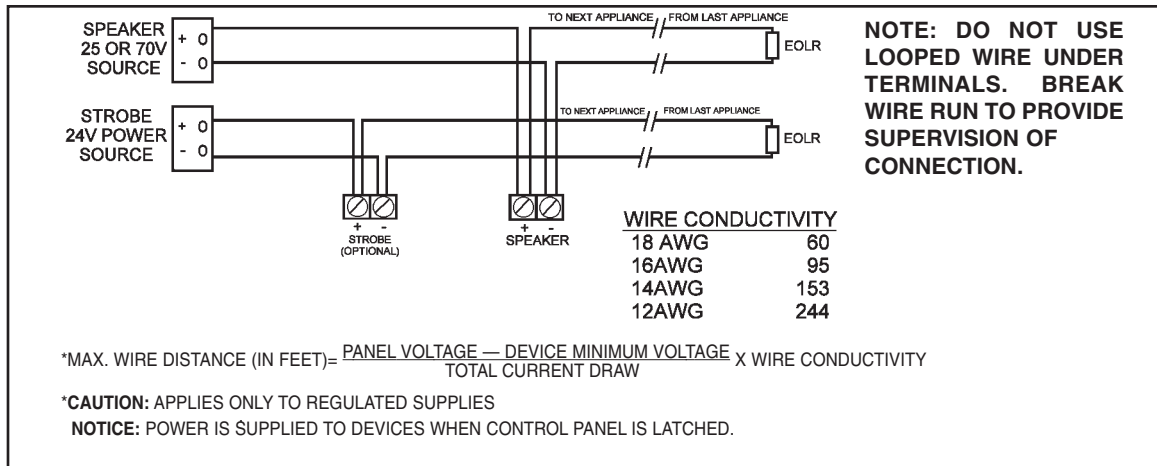 SPEAKER
25 OR 70V
SOURCE
+ O
- O
TO NEXT APPLIANCE
FROM LAST APPLIANCE
EOLR
STROBE
24V POWER
SOURCE
+ O
- O
TO NEXT APPLIANCE
FROM LAST APPLIANCE
EOLR
+ -
STROBE
(OPTIONAL)
+ -
SPEAKER
NOTE: DO NOT USE
LOOPED WIRE UNDER
TERMINALS. BREAK
WIRE RUN TO PROVIDE
SUPERVISION OF
CONNECTION.
WIRE CONDUCTIVITY
18 AWG 60
16AWG 95
14AWG 153
12AWG 244
*MAX. WIRE DISTANCE (IN FEET)= PANEL VOLTAGE — DEVICE MINIMUM VOLTAGE X WIRE CONDUCTIVITY
TOTAL CURRENT DRAW
*CAUTION: APPLIES ONLY TO REGULATED SUPPLIES
NOTICE: POWER IS SUPPLIED TO DEVICES WHEN CONTROL PANEL IS LATCHED.